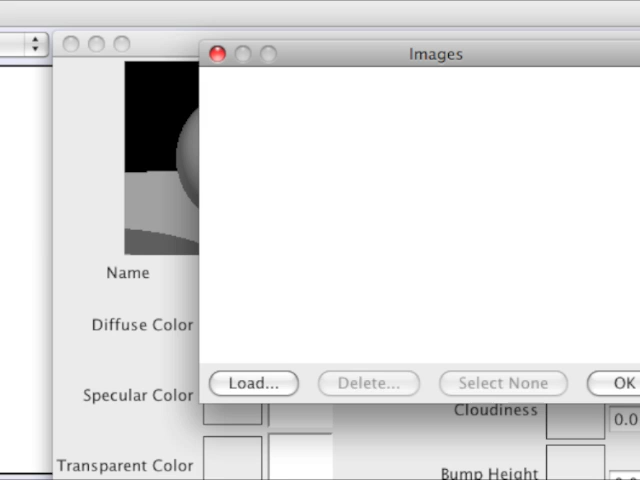 Images
Name
Diffuse Color
Load...
Delete...
Select None
OK
Specular Color
Cloudiness
0.0
Transparent Color
Bump Height